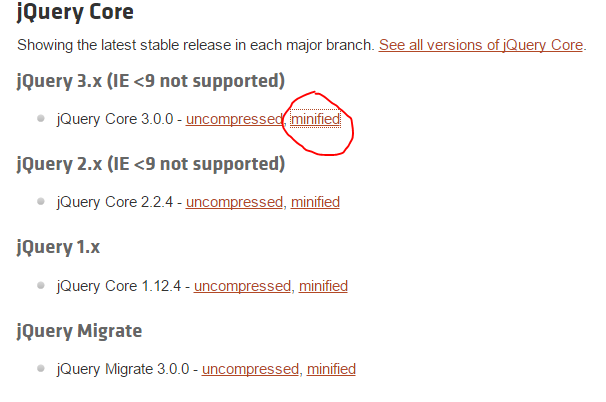 jQuery Core
Showing the latest stable release in each major branch. See all versions of jQuery Core.
jQuery 3.x (IE <9 not supported)
jQuery Core 3.0.0 - uncompressed, minified
jQuery 2.x (IE <9 not supported)
jQuery Core 2.2.4 - uncompressed, minified
jQuery 1.x
jQuery Core 1.12.4 - uncompressed, minified
jQuery Migrate
jQuery Migrate 3.0.0 - uncompressed, minified